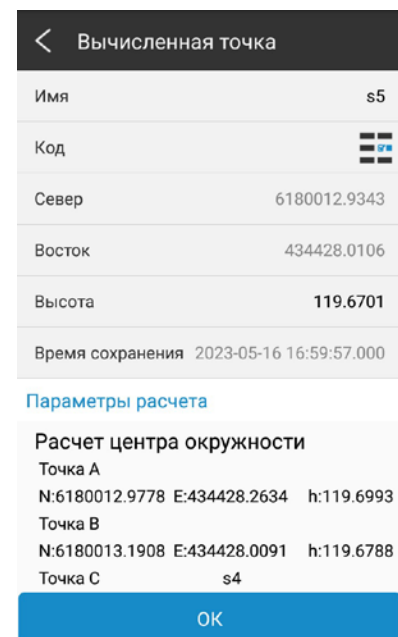 Вычисленная точка
Имя s5
Код
Север 6180012.9343
Восток 434428.0106
Высота 119.6701
Время сохранения 2023-05-16 16:59:57.000
Параметры расчета
Расчет центра окружности
Точка A
N:6180012.9778 E:434428.2634 h:119.6993
Точка B
N:6180013.1908 E:434428.0091 h:119.6788
Точка C s4
ОК